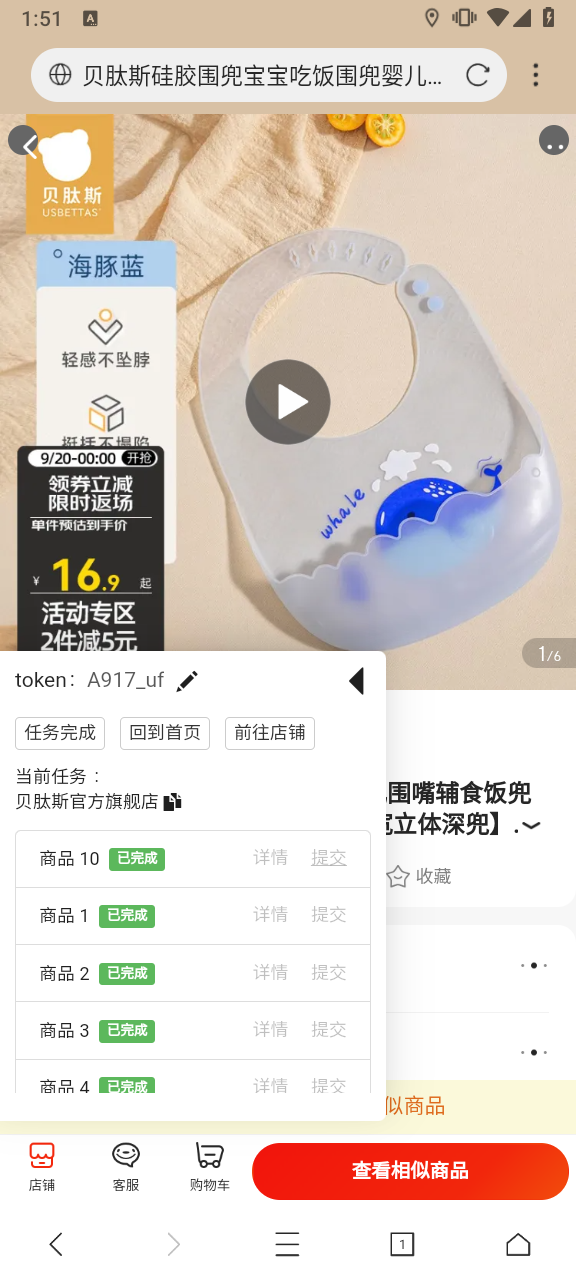 1:51
A
贝肽斯硅胶围兜宝宝吃饭围兜婴儿...
贝肽斯
USBETTAS
海豚蓝
轻感不坠脖
挺括不塌陷
whale
9/20-00:00 开抢
领券立减
限时返场
单件预估到手价
¥ 16.9 起
活动专区
2件减5元
1/6
token： A917_uf
任务完成 回到首页 前往店铺
当前任务：
贝肽斯官方旗舰店
围嘴辅食饭兜
立体深兜】.
收藏
商品 10 已完成 详情 提交
商品 1 已完成 详情 提交
商品 2 已完成 详情 提交
商品 3 已完成 详情 提交
商品 4 已完成 详情 提交
似商品
店铺 客服 购物车 查看相似商品
1